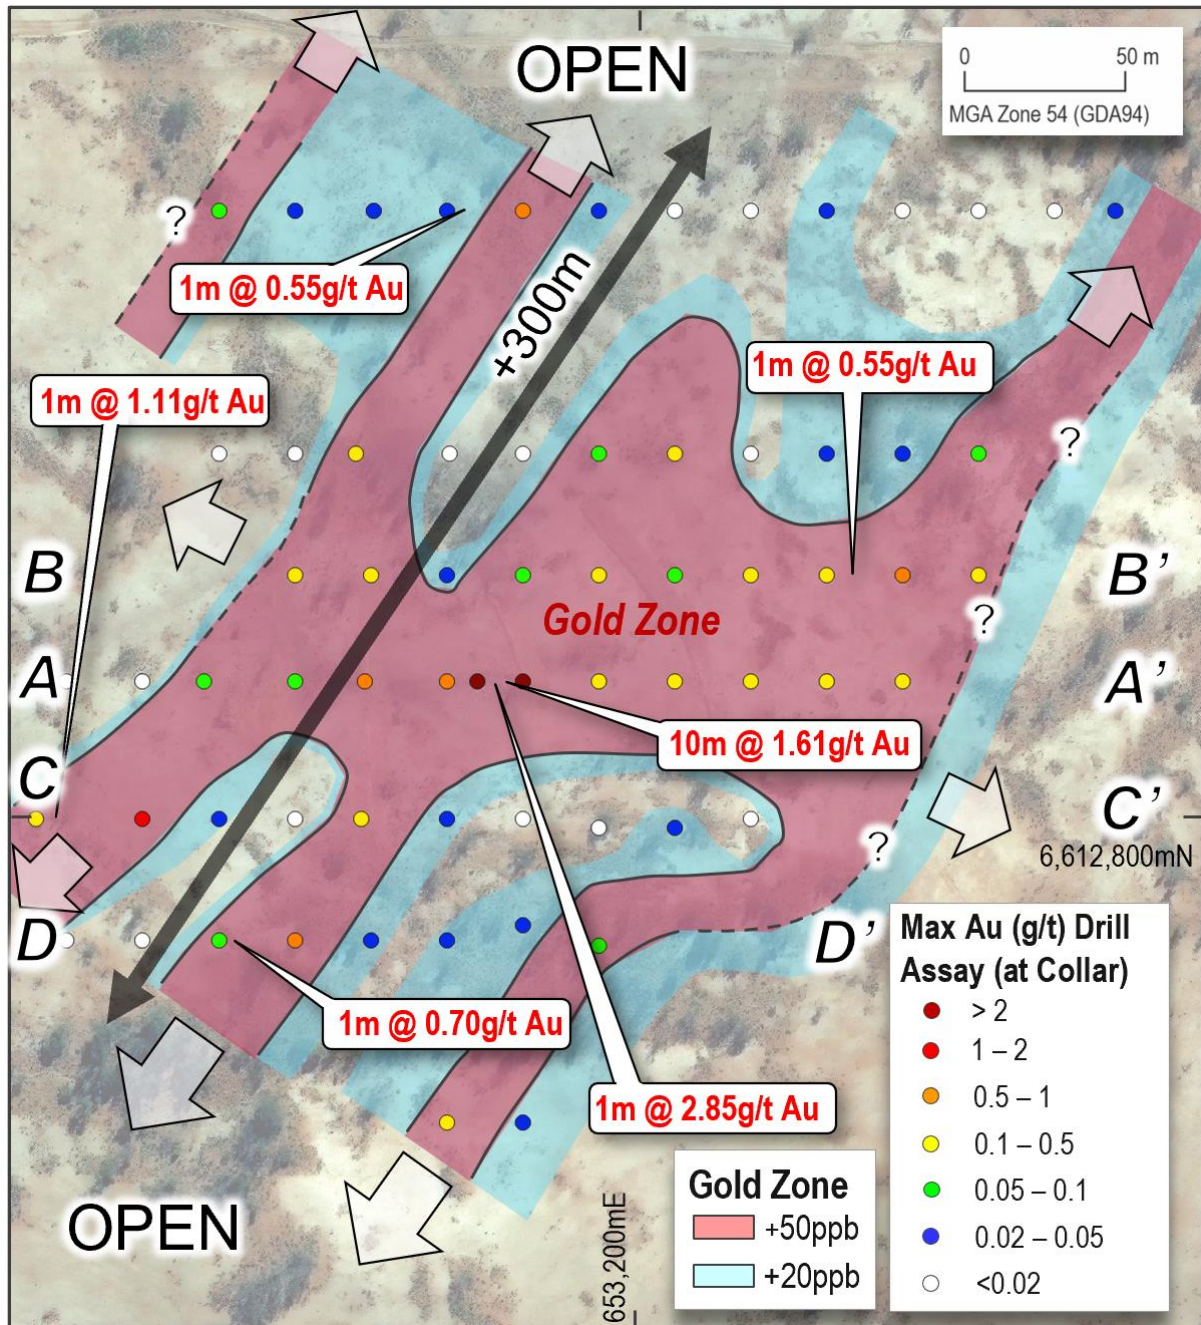 OPEN
0 50 m
MGA Zone 54 (GDA94)
?
1m @ 0.55g/t Au
+300m
1m @ 0.55g/t Au
1m @ 1.11g/t Au
?
B
B'
Gold Zone
?
A
A'
10m @ 1.61g/t Au
C
C'
?
6,612,800mN
D
D'
1m @ 0.70g/t Au
1m @ 2.85g/t Au
OPEN
653,200mE
Gold Zone
+50ppb
+20ppb
Max Au (g/t) Drill
Assay (at Collar)
> 2
1 – 2
0.5 – 1
0.1 – 0.5
0.05 – 0.1
0.02 – 0.05
<0.02